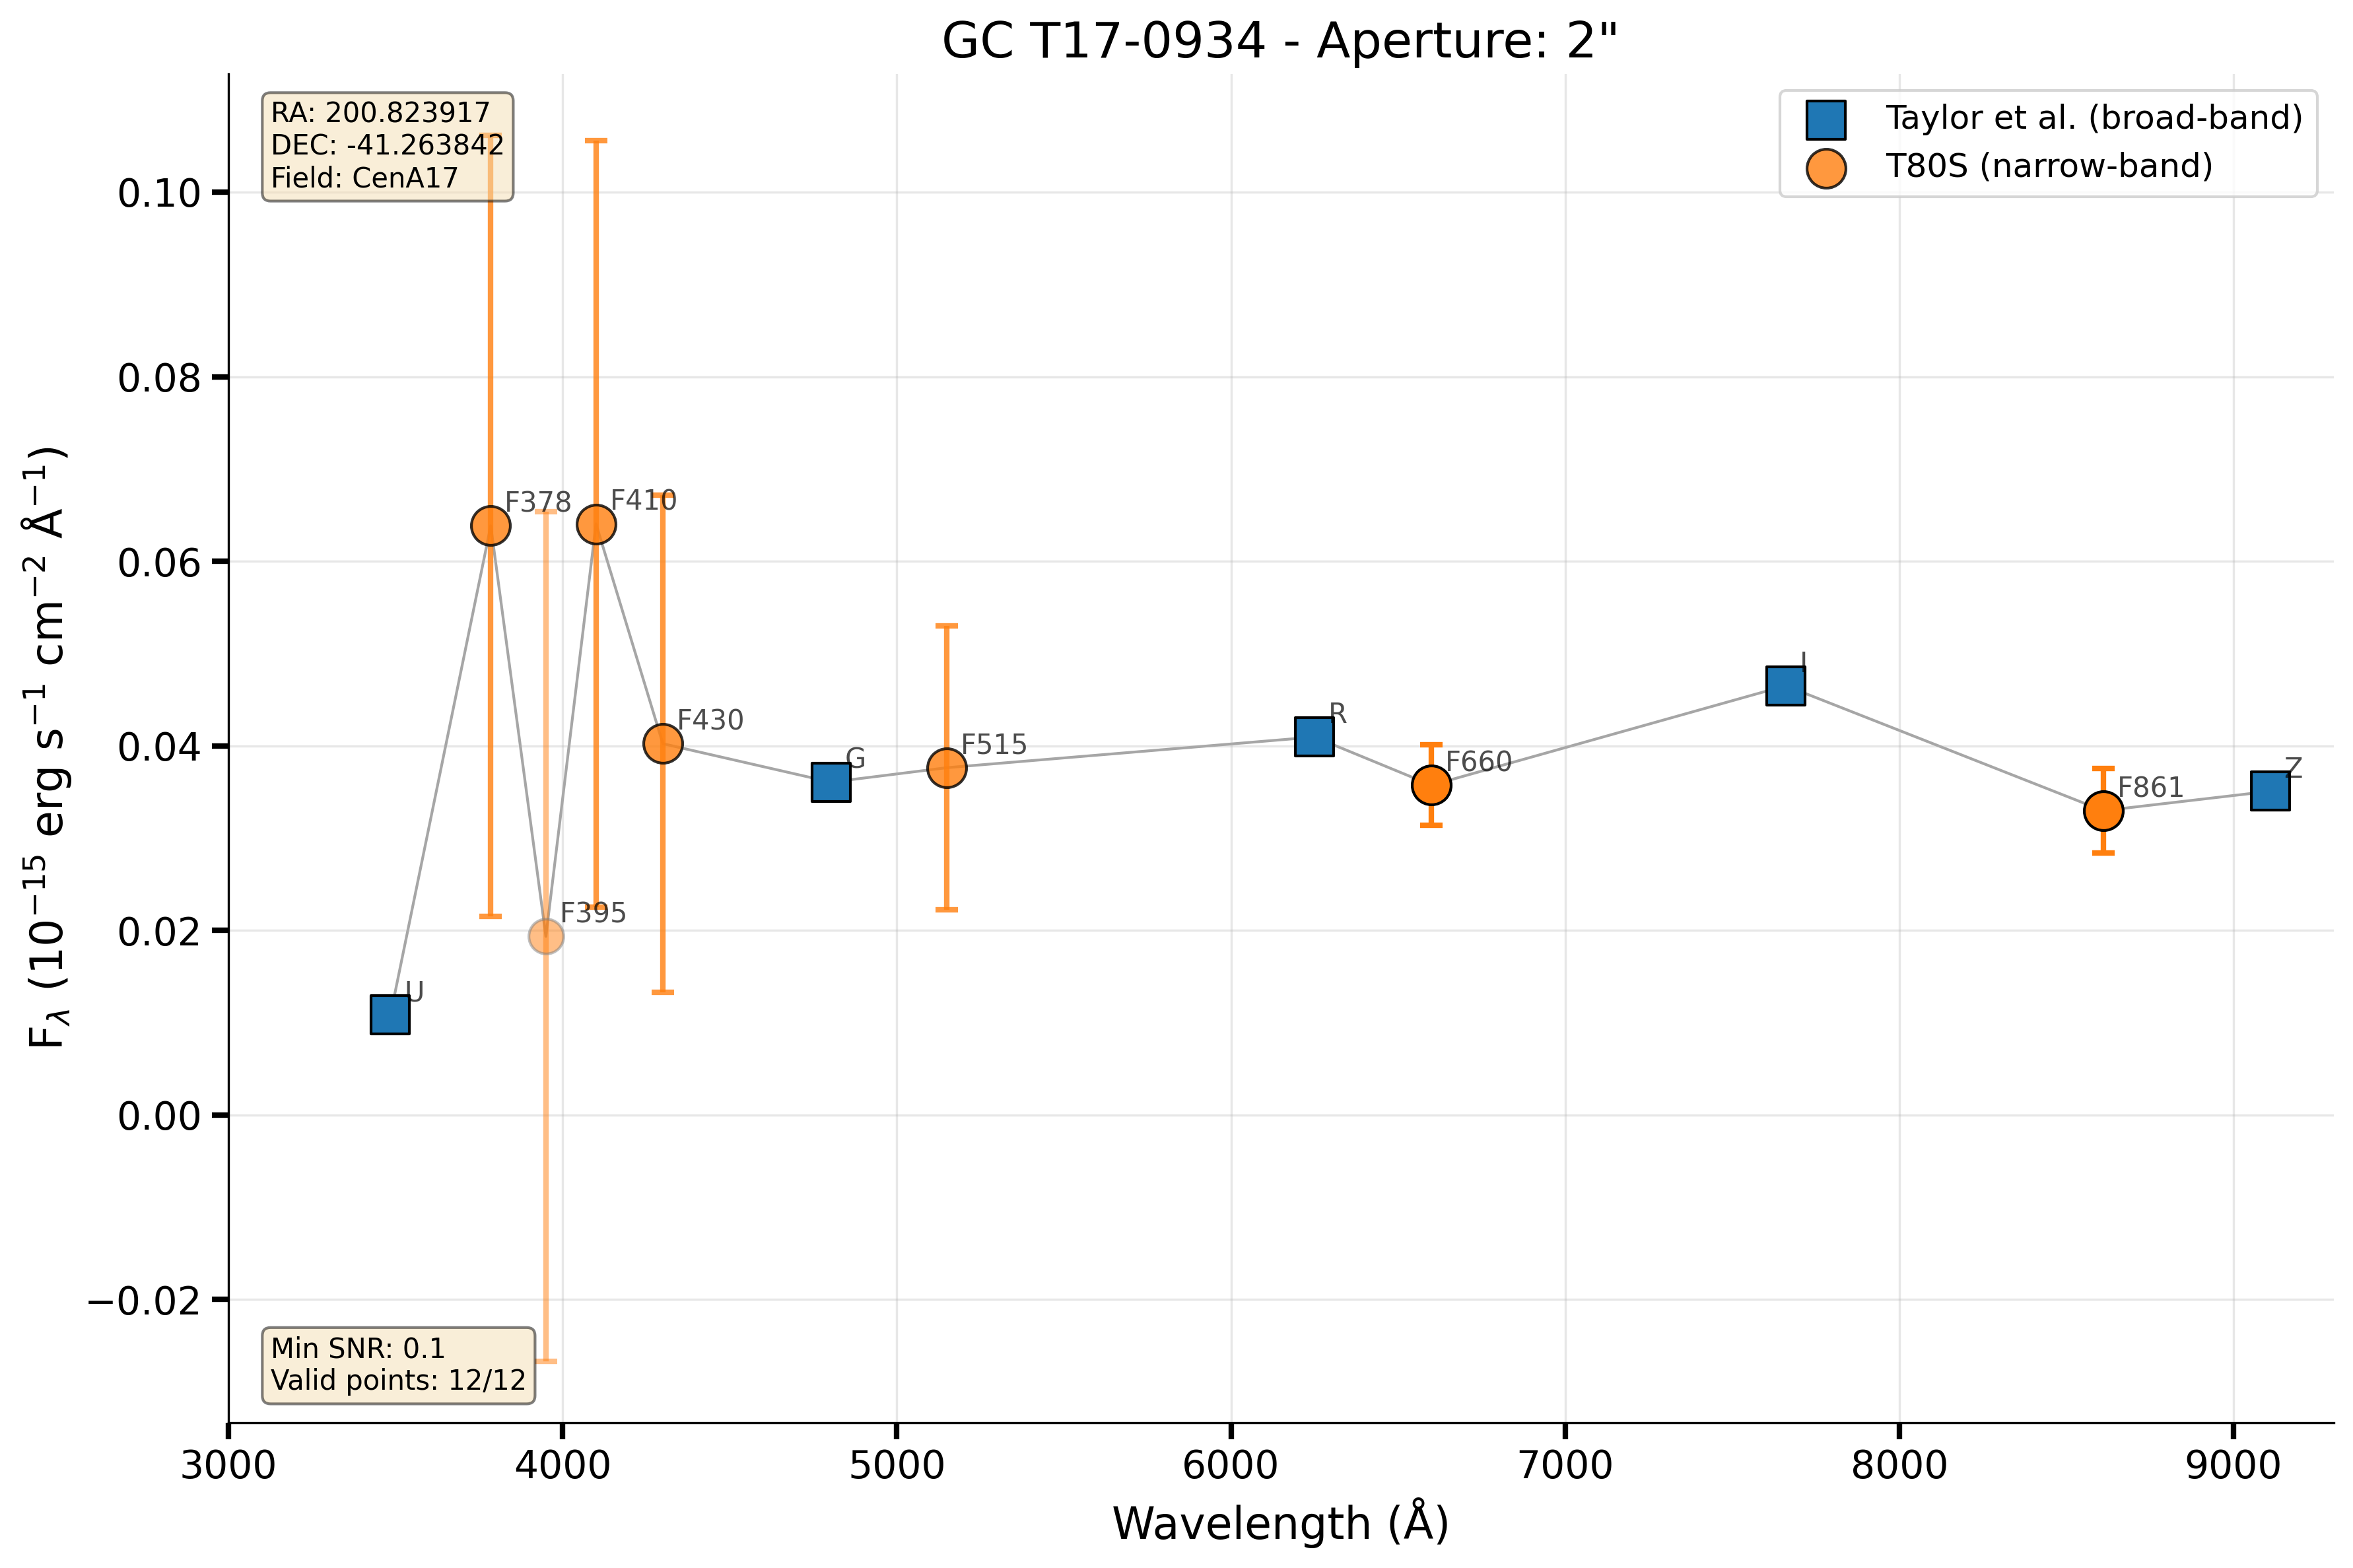 GC T17-0934 - Aperture: 2"
RA: 200.823917
DEC: -41.263842
Field: CenA17
Taylor et al. (broad-band)
T80S (narrow-band)
F_λ (10⁻¹⁵ erg s⁻¹ cm⁻² Å⁻¹)
0.10
0.08
0.06
0.04
0.02
0.00
−0.02
U
F378
F395
F410
F430
G
F515
R
F660
I
F861
Z
Min SNR: 0.1
Valid points: 12/12
3000 4000 5000 6000 7000 8000 9000
Wavelength (Å)